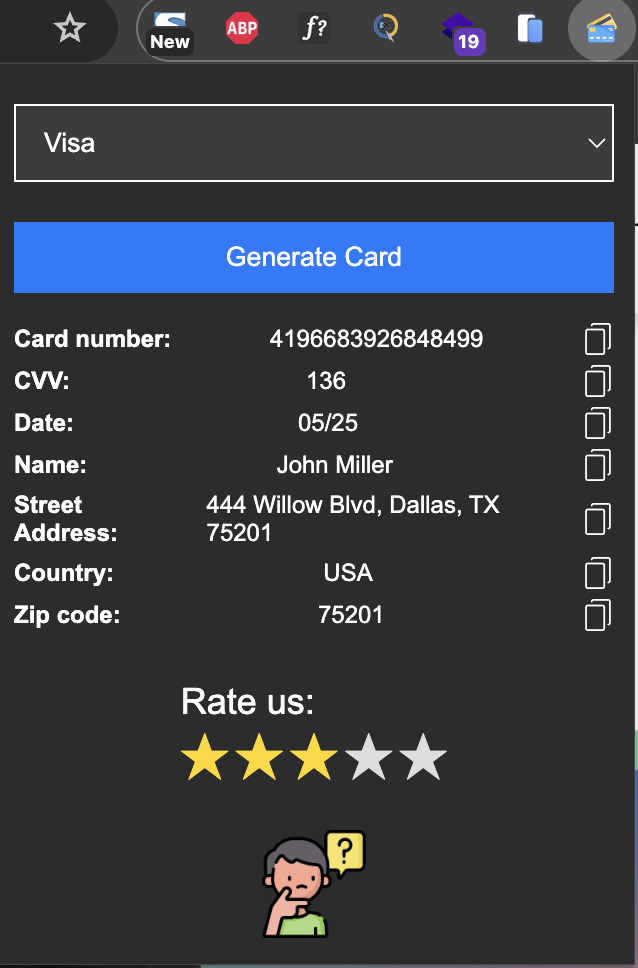 New
ABP
f?
19
Visa
Generate Card
Card number: 4196683926848499
CVV: 136
Date: 05/25
Name: John Miller
Street Address: 444 Willow Blvd, Dallas, TX 75201
Country: USA
Zip code: 75201
Rate us:
?